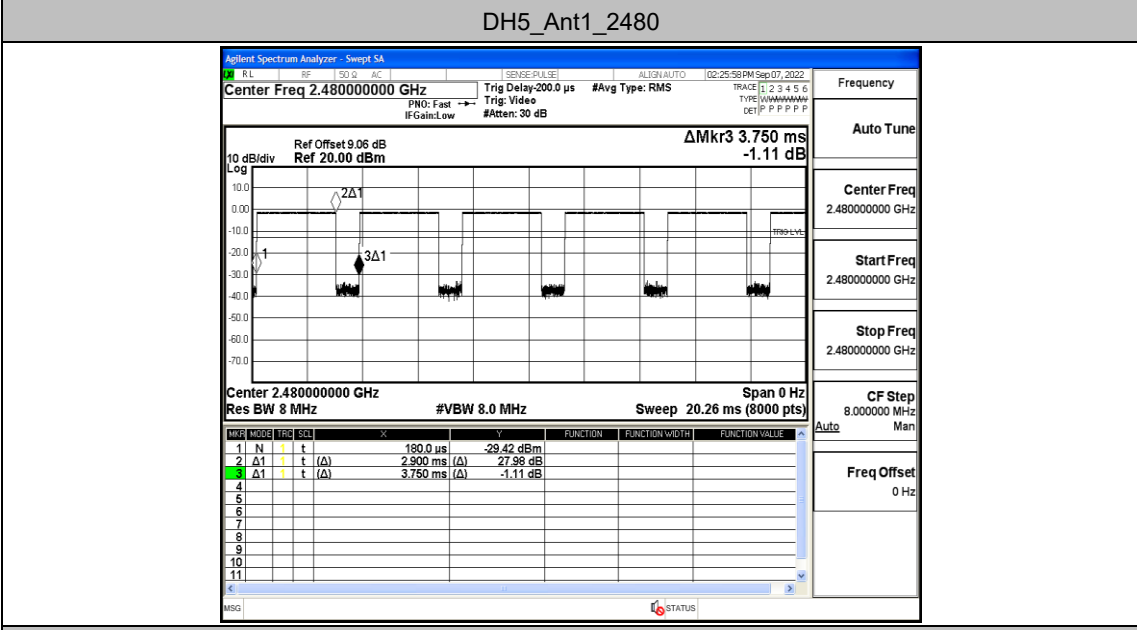 DH5_Ant1_2480
Agilent Spectrum Analyzer - Swept SA
RL RF 50 Ω AC SENSE:PULSE ALIGNAUTO 02:25:58PM Sep 07, 2022
Center Freq 2.480000000 GHz
PNO: Fast
IFGain:Low
Trig Delay-200.0 µs
Trig: Video
#Atten: 30 dB
#Avg Type: RMS
TRACE 1 2 3 4 5 6
TYPE WWWWWW
DET P P P P P P
Ref Offset 9.06 dB
10 dB/div Ref 20.00 dBm
Log
ΔMkr3 3.750 ms
-1.11 dB
10.0
0.00
-10.0
-20.0
-30.0
-40.0
-50.0
-60.0
-70.0
2Δ1
1
3Δ1
TRIG LVL
Center 2.480000000 GHz Span 0 Hz
Res BW 8 MHz #VBW 8.0 MHz Sweep 20.26 ms (8000 pts)
MKR MODE TRC SCL X Y FUNCTION FUNCTION WIDTH FUNCTION VALUE
1 N 1 t 180.0 µs -29.42 dBm
2 Δ1 1 t (Δ) 2.900 ms (Δ) 27.98 dB
3 Δ1 1 t (Δ) 3.750 ms (Δ) -1.11 dB
4
5
6
7
8
9
10
11
MSG STATUS
Frequency
Auto Tune
Center Freq
2.480000000 GHz
Start Freq
2.480000000 GHz
Stop Freq
2.480000000 GHz
CF Step
8.000000 MHz
Auto Man
Freq Offset
0 Hz